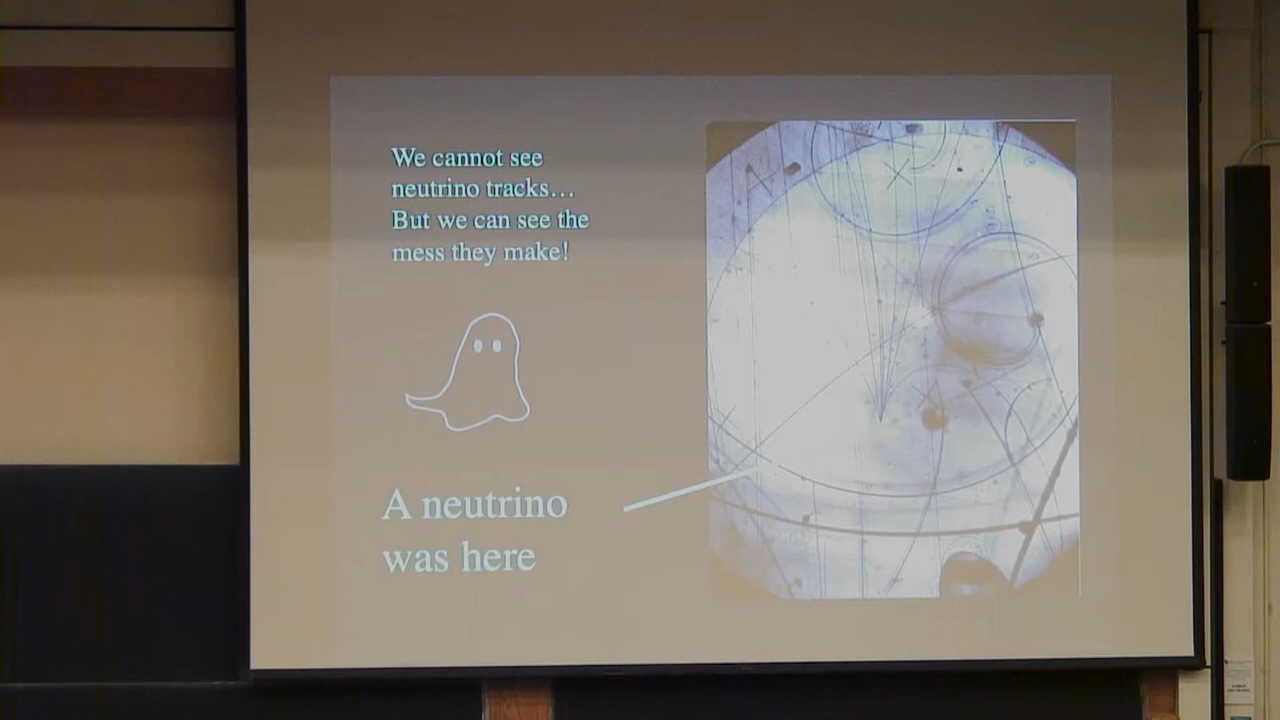 We cannot see
neutrino tracks…
But we can see the
mess they make!
A neutrino
was here